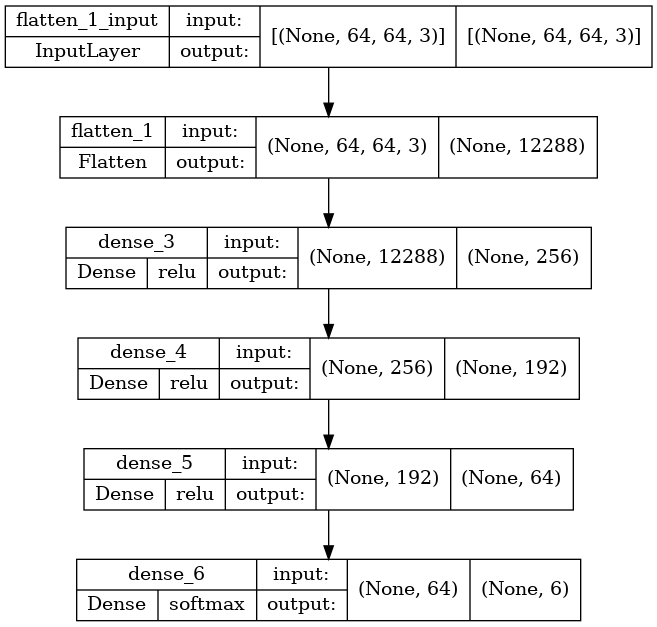 flatten_1_input input: [(None, 64, 64, 3)] [(None, 64, 64, 3)]
InputLayer output:
flatten_1 input: (None, 64, 64, 3) (None, 12288)
Flatten output:
dense_3 input: (None, 12288) (None, 256)
Dense relu output:
dense_4 input: (None, 256) (None, 192)
Dense relu output:
dense_5 input: (None, 192) (None, 64)
Dense relu output:
dense_6 input: (None, 64) (None, 6)
Dense softmax output: